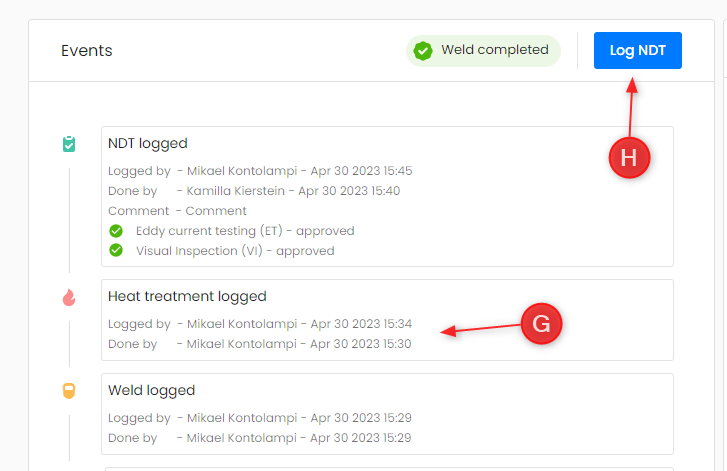 Events
Weld completed
Log NDT
H
NDT logged
Logged by - Mikael Kontolampi - Apr 30 2023 15:45
Done by - Kamilla Kierstein - Apr 30 2023 15:40
Comment - Comment
Eddy current testing (ET) - approved
Visual Inspection (VI) - approved
Heat treatment logged
Logged by - Mikael Kontolampi - Apr 30 2023 15:34
G
Done by - Mikael Kontolampi - Apr 30 2023 15:30
Weld logged
Logged by - Mikael Kontolampi - Apr 30 2023 15:29
Done by - Mikael Kontolampi - Apr 30 2023 15:29